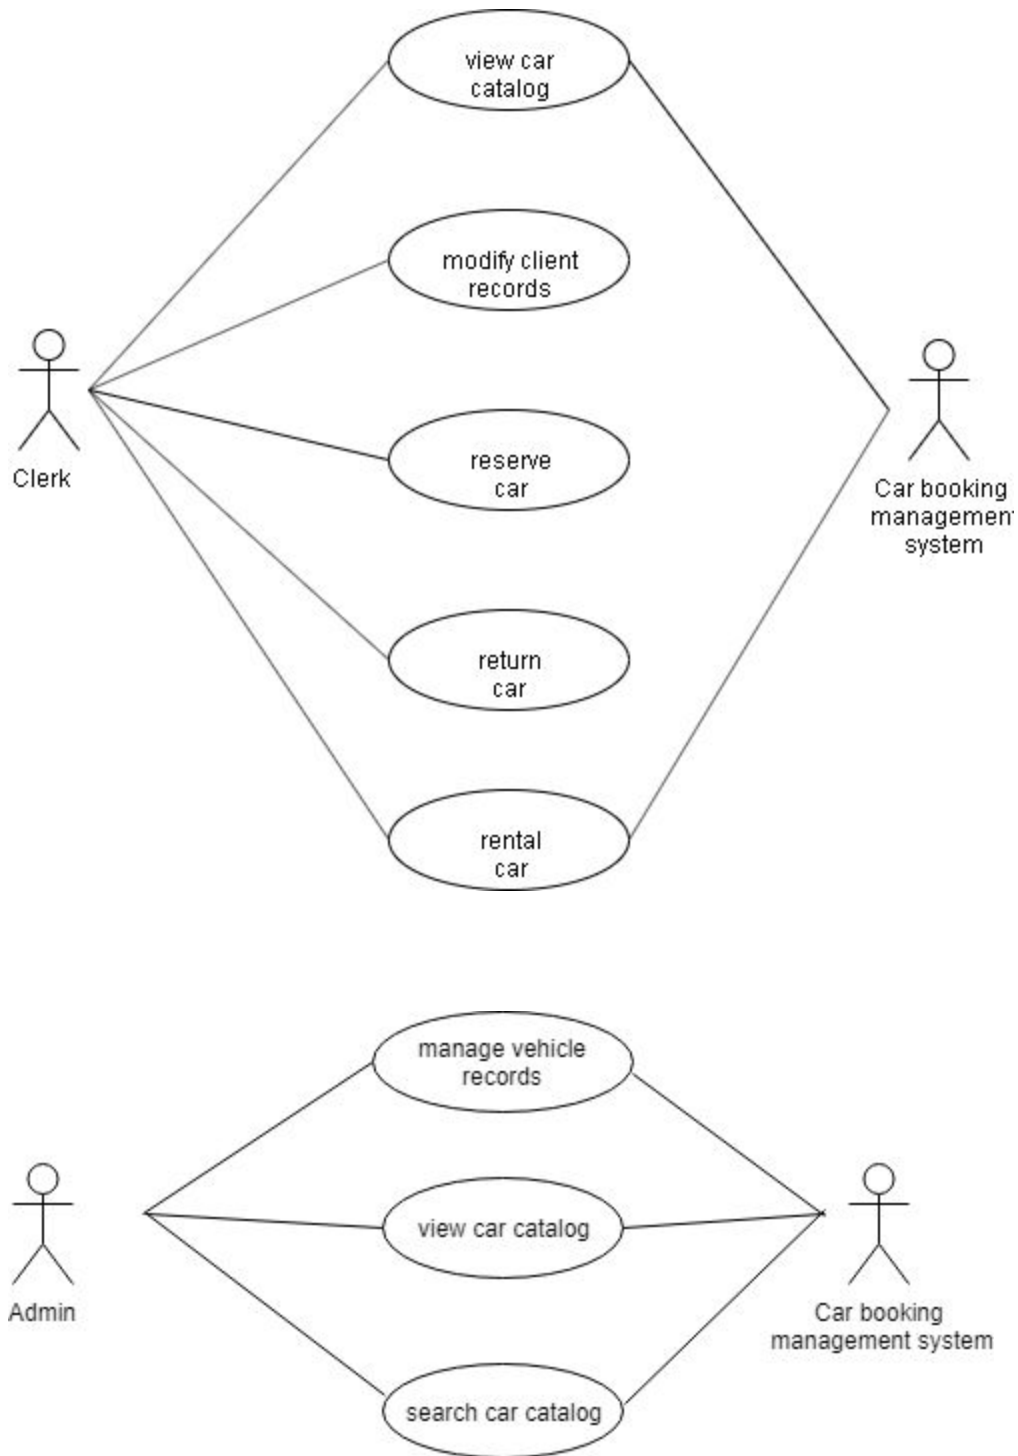 view car
catalog
modify client
records
Clerk
reserve
car
Car booking
management
system
return
car
rental
car
manage vehicle
records
view car catalog
Admin
Car booking
management system
search car catalog